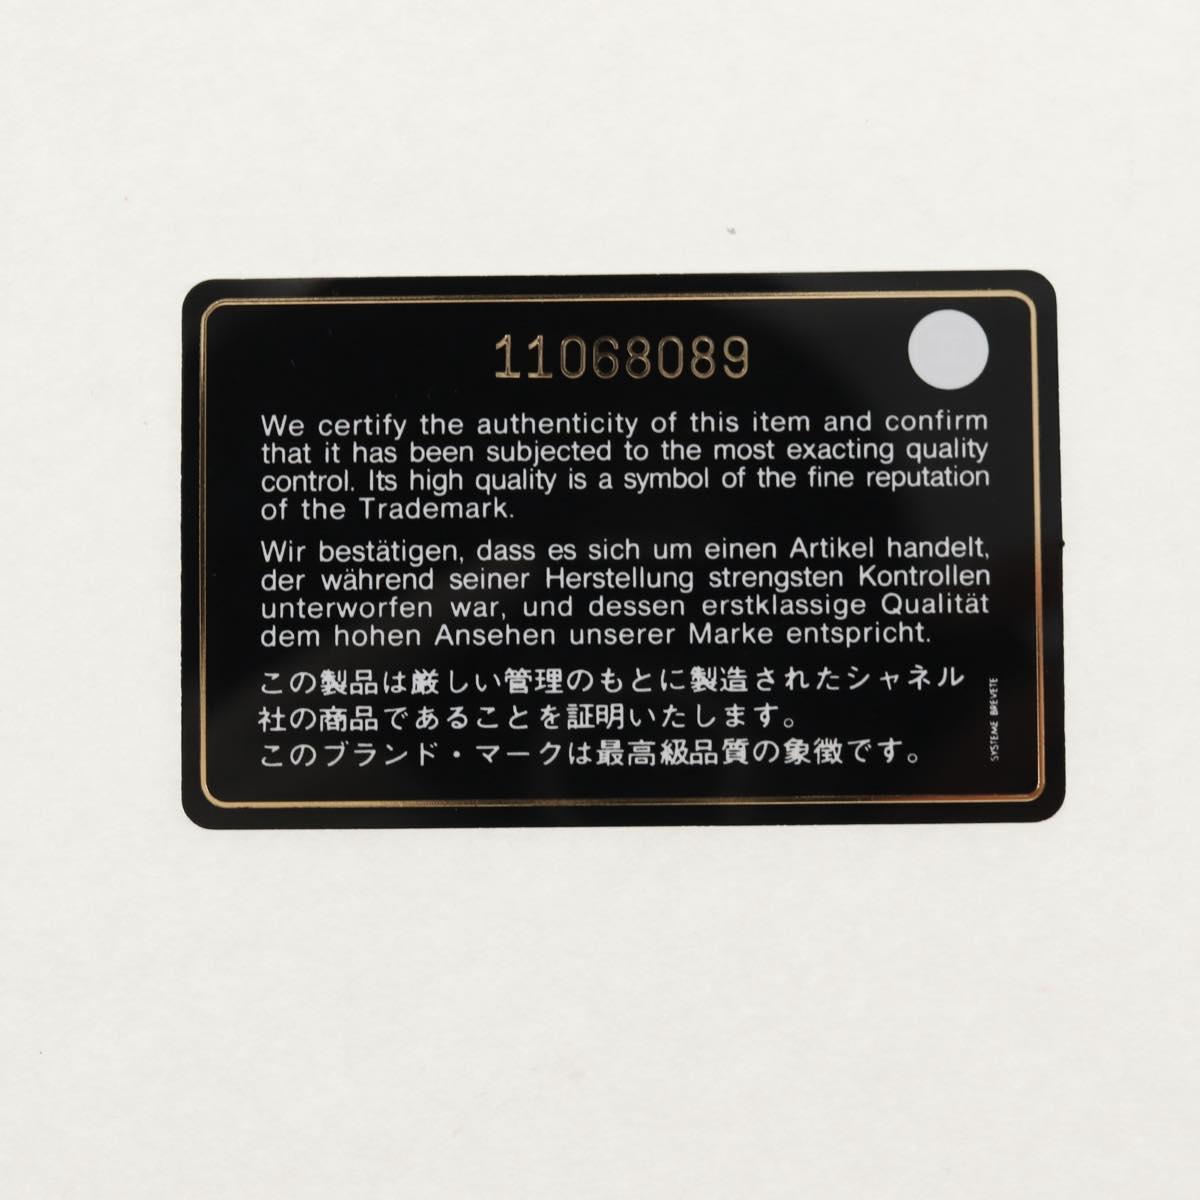 11068089
We certify the authenticity of this item and confirm
that it has been subjected to the most exacting quality
control. Its high quality is a symbol of the fine reputation
of the Trademark.
Wir bestätigen, dass es sich um einen Artikel handelt,
der während seiner Herstellung strengsten Kontrollen
unterworfen war, und dessen erstklassige Qualität
dem hohen Ansehen unserer Marke entspricht.
この製品は厳しい管理のもとに製造されたシャネル
社の商品であることを証明いたします。
このブランド・マークは最高級品質の象徴です。
SYSTEME BREVETE